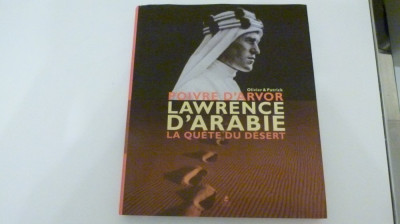 Olivier & Patrick
POIVRE D'ARVOR
LAWRENCE
D'ARABIE
LA QUÊTE DU DÉSERT